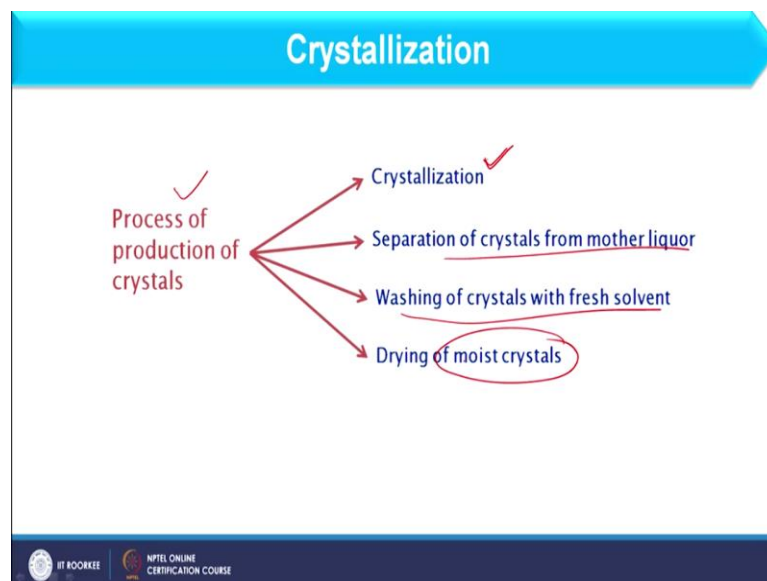 Crystallization
Process of
production of
crystals
Crystallization
Separation of crystals from mother liquor
Washing of crystals with fresh solvent
Drying of moist crystals
IIT ROORKEE
NPTEL ONLINE
CERTIFICATION COURSE